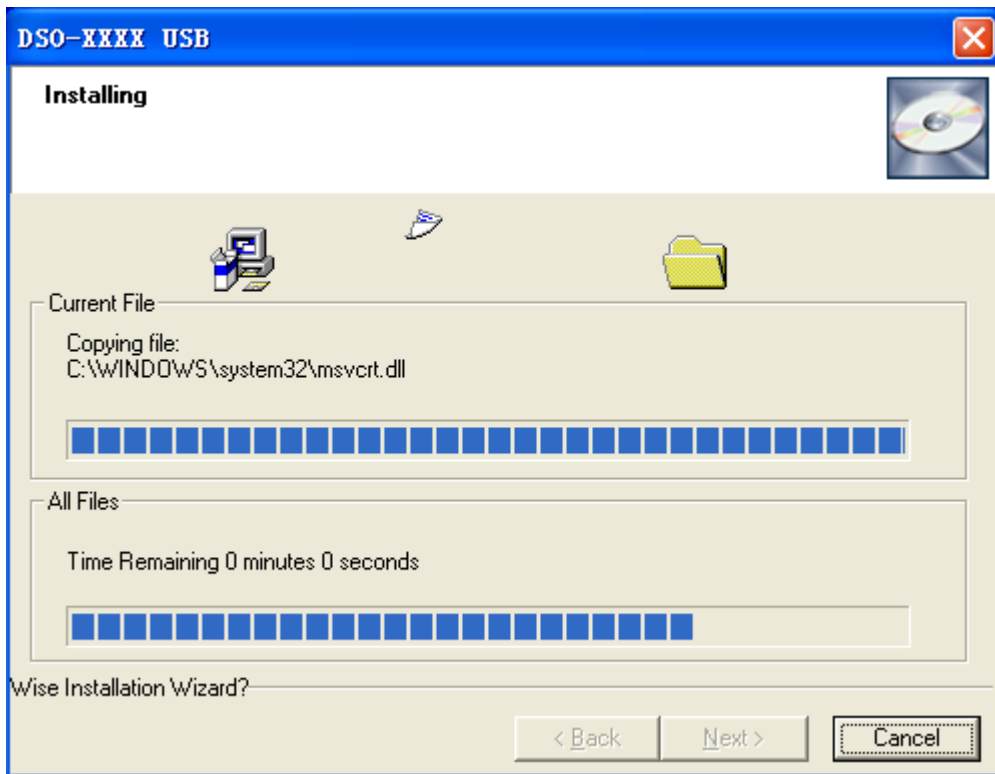 DSO-XXXX USB
Installing
Current File
Copying file:
C:\WINDOWS\system32\msvcrt.dll
All Files
Time Remaining 0 minutes 0 seconds
Wise Installation Wizard?
< Back
Next >
Cancel